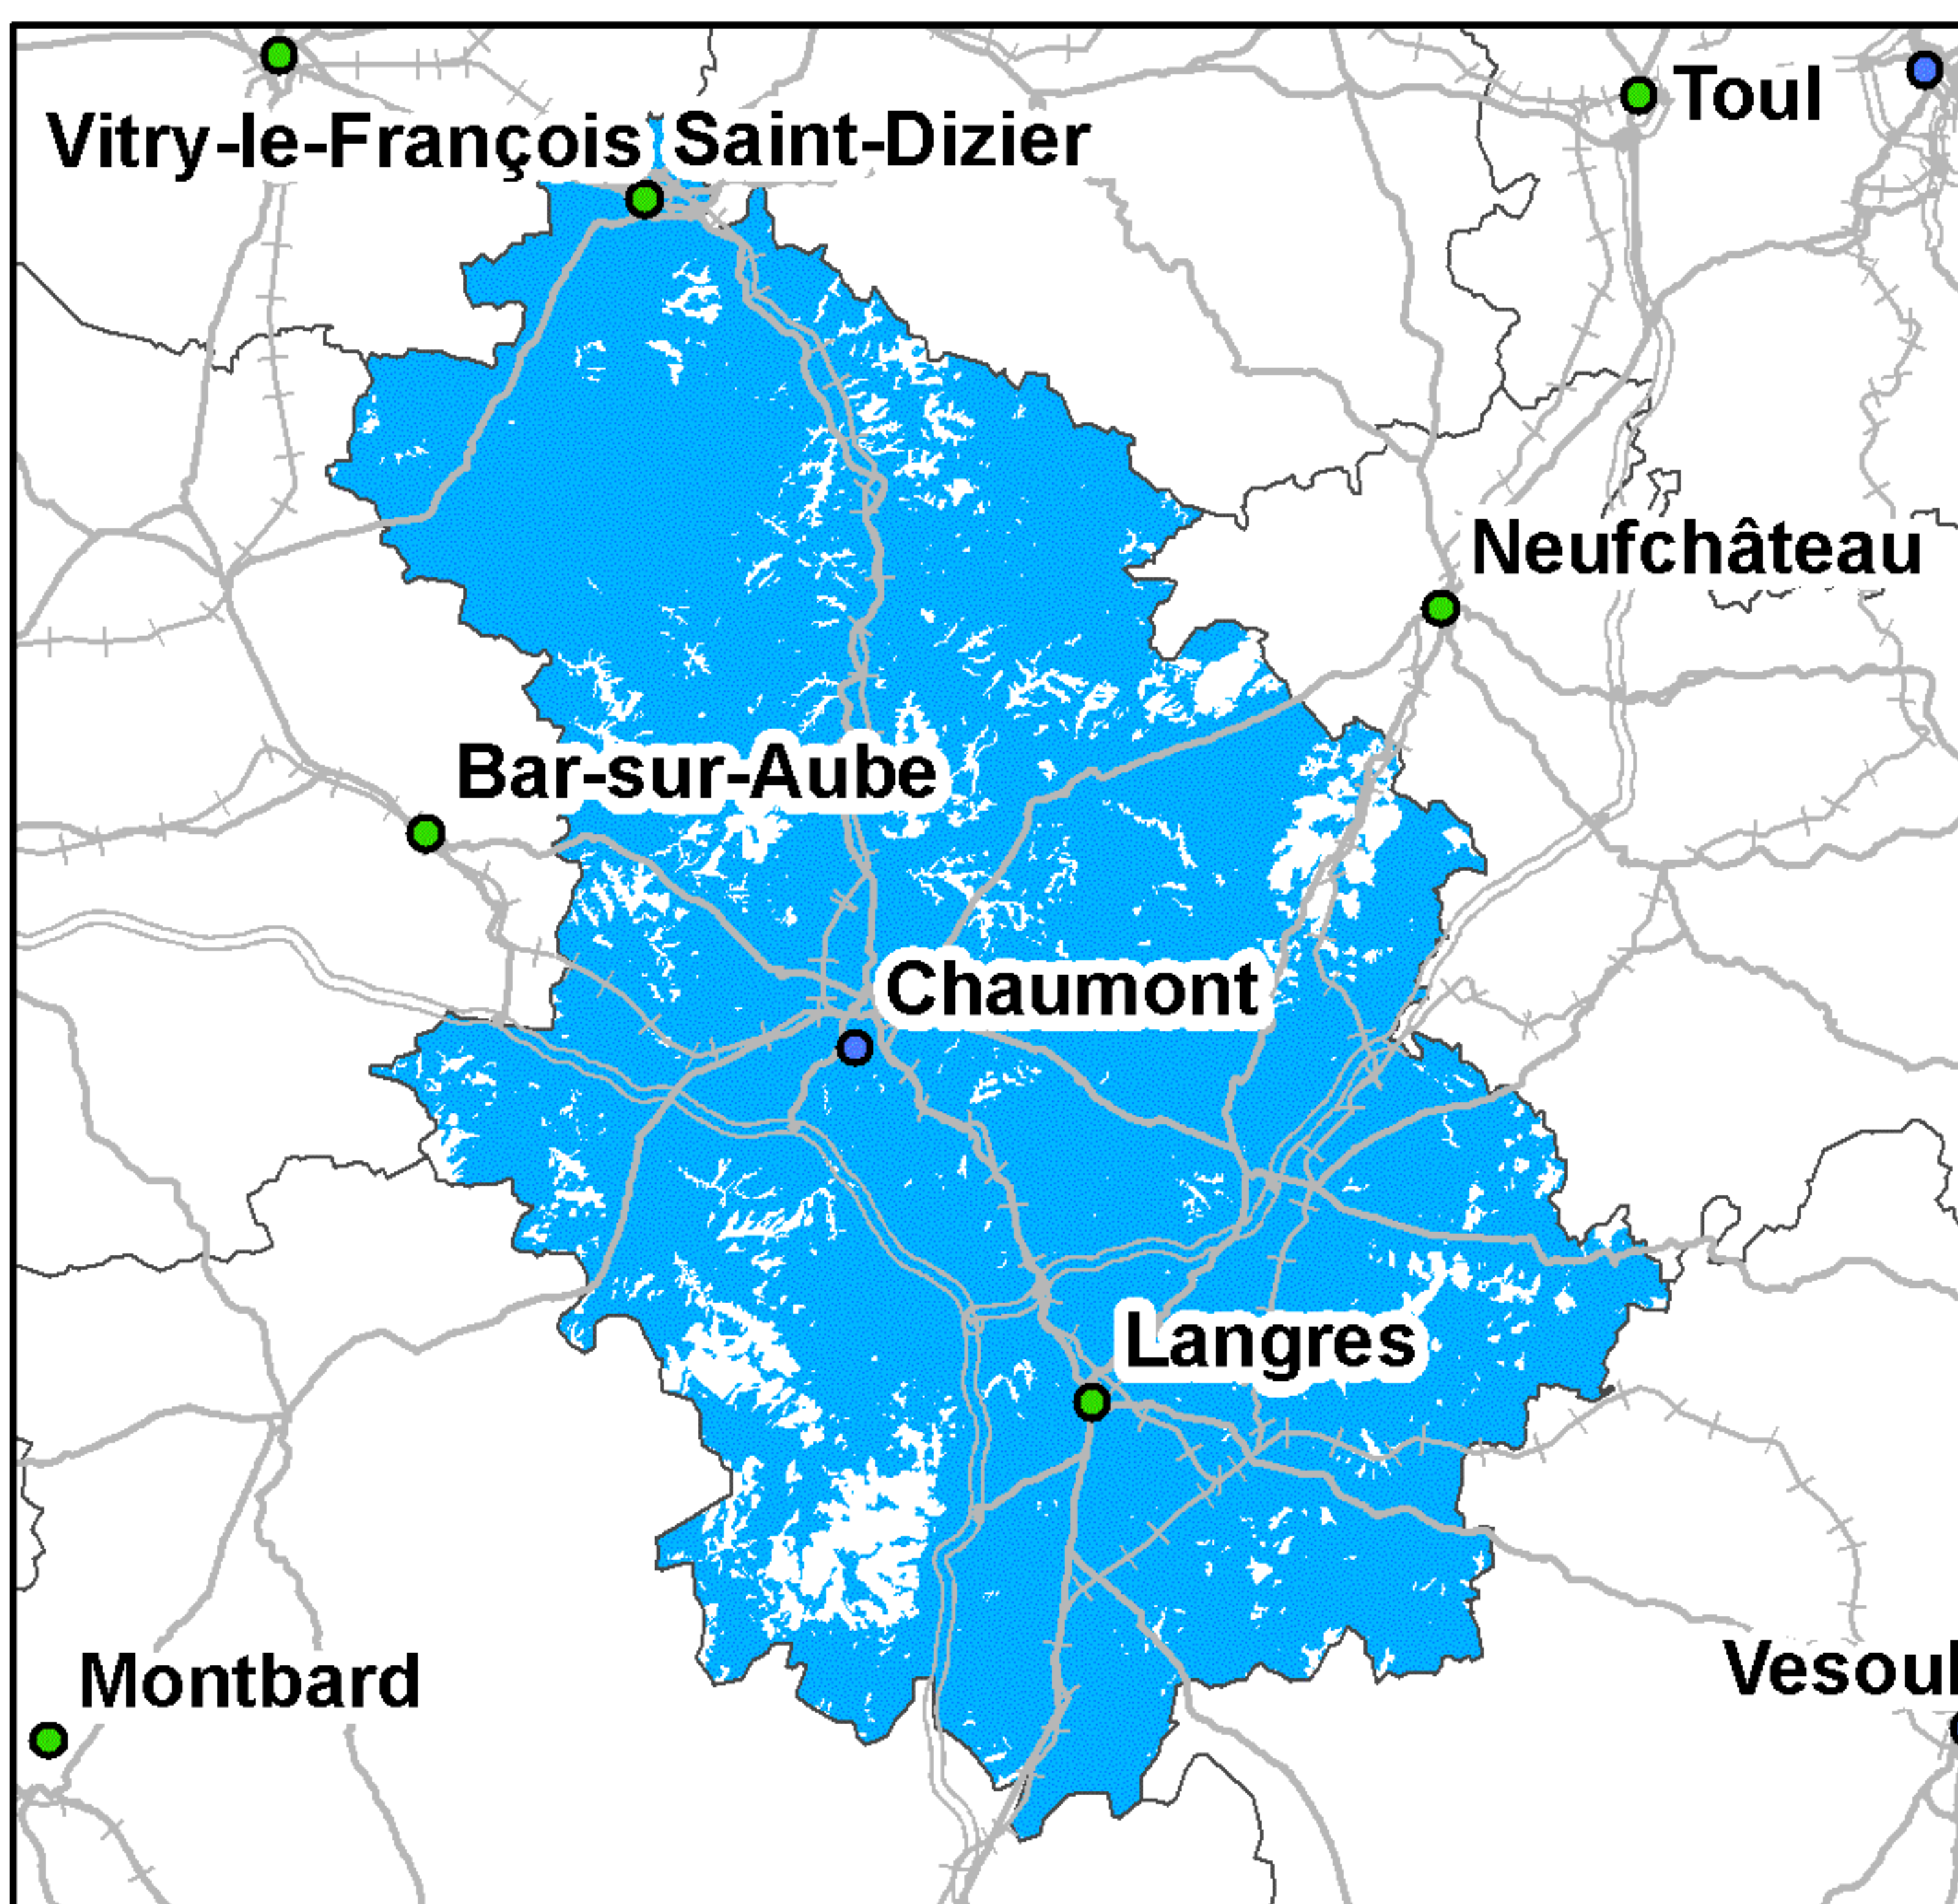 Toul
Vitry-le-François
Saint-Dizier
Neufchâteau
Bar-sur-Aube
Chaumont
Langres
Montbard
Vesoul